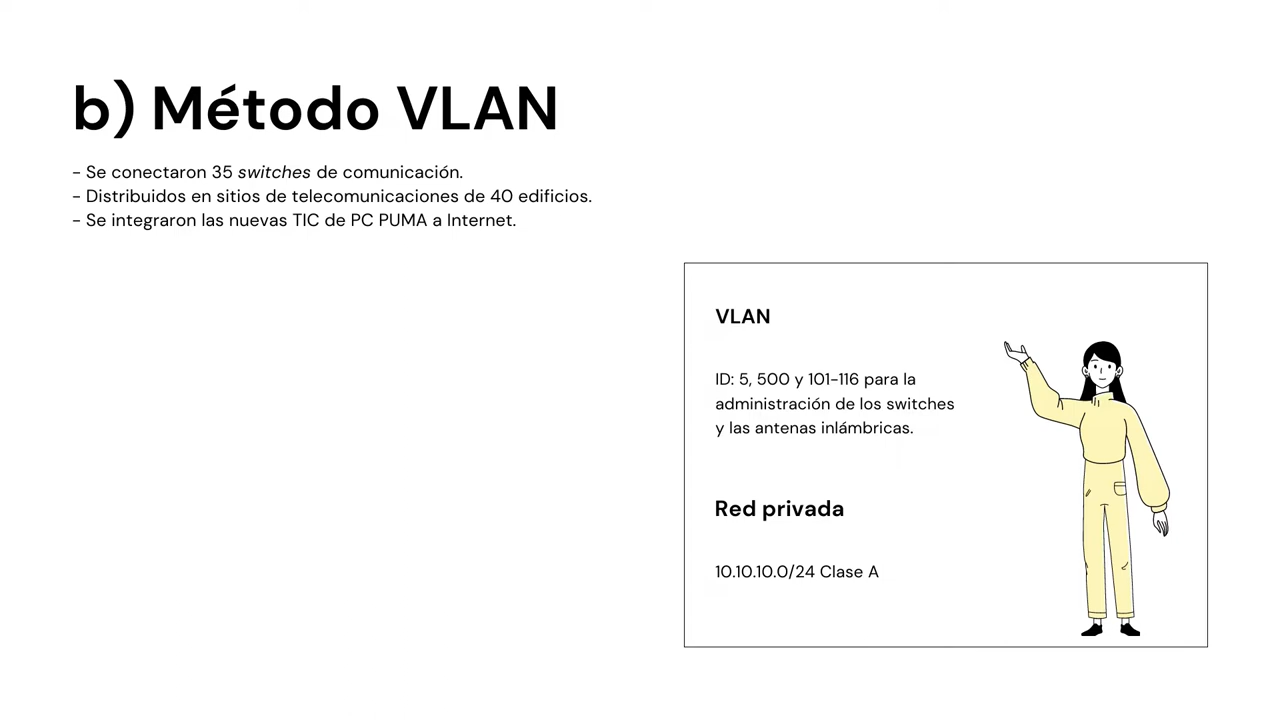 b) Método VLAN
- Se conectaron 35 switches de comunicación.
- Distribuidos en sitios de telecomunicaciones de 40 edificios.
- Se integraron las nuevas TIC de PC PUMA a Internet.
VLAN
ID: 5, 500 y 101-116 para la
administración de los switches
y las antenas inlámbricas.
Red privada
10.10.10.0/24 Clase A